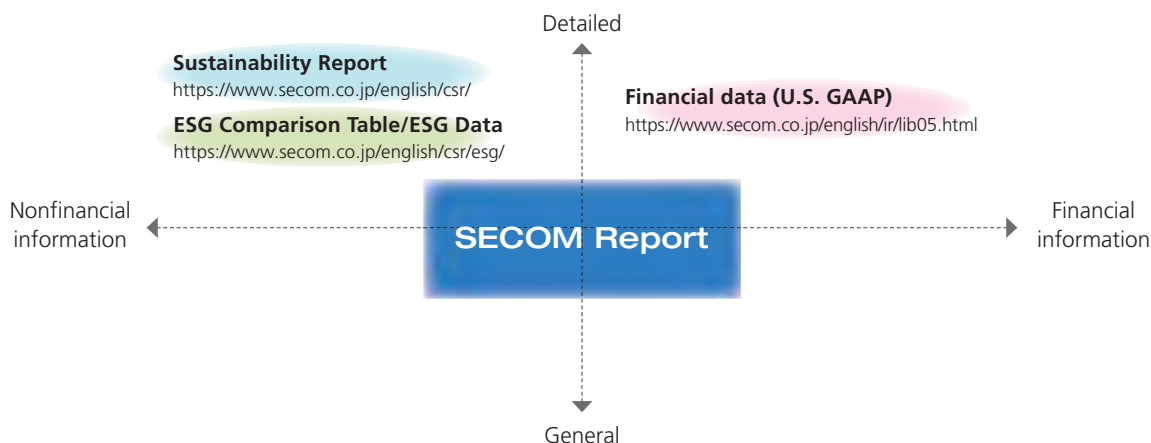 Detailed
Sustainability Report
https://www.secom.co.jp/english/csr/
ESG Comparison Table/ESG Data
https://www.secom.co.jp/english/csr/esg/
Financial data (U.S. GAAP)
https://www.secom.co.jp/english/ir/lib05.html
Nonfinancial
information
SECOM Report
Financial
information
General